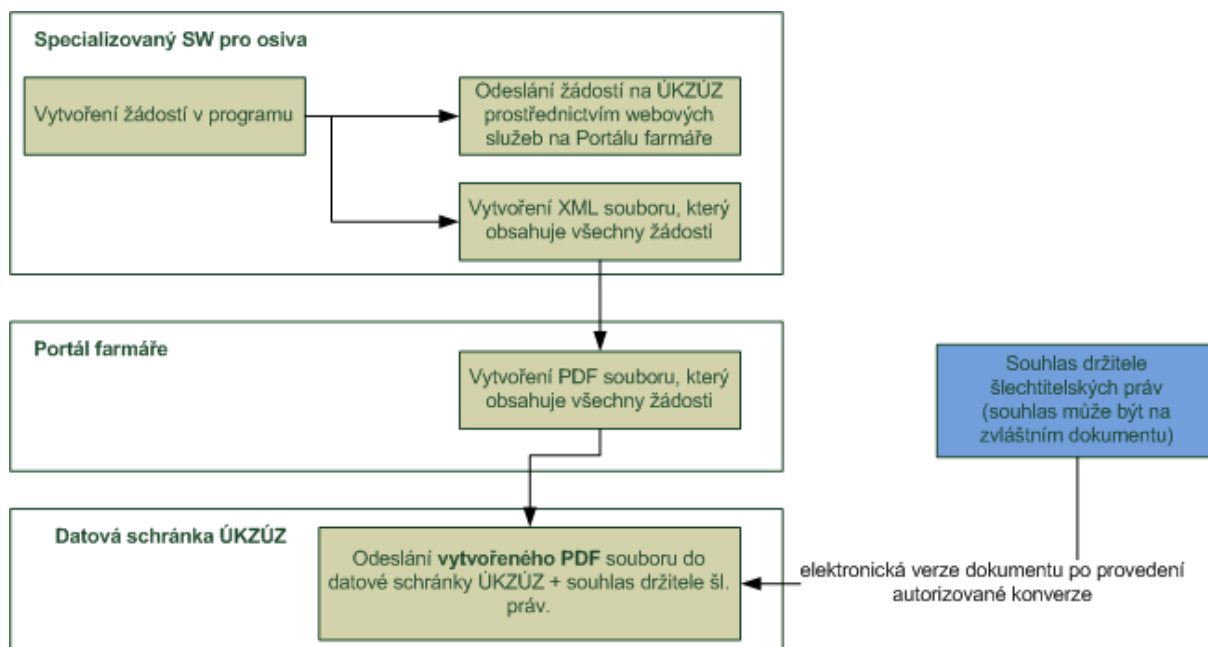 Specializovaný SW pro osiva
Vytvoření žádostí v programu
Odeslání žádostí na ÚKZÚZ
prostřednictvím webových
služeb na Portálu farmáře
Vytvoření XML souboru, který
obsahuje všechny žádosti
Portál farmáře
Vytvoření PDF souboru, který
obsahuje všechny žádosti
Souhlas držitele
šlechtitelských práv
(souhlas může být na
zvláštním dokumentu)
Datová schránka ÚKZÚZ
Odeslání vytvořeného PDF souboru do
datové schránky ÚKZÚZ + souhlas držitele šl.
práv.
elektronická verze dokumentu po provedení
autorizované konverze